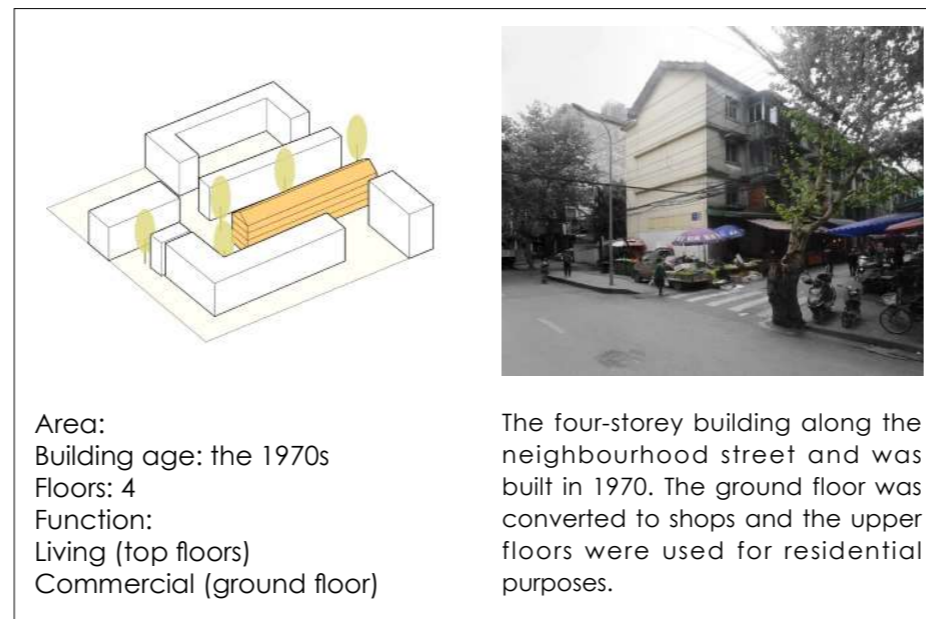 Area:
Building age: the 1970s
Floors: 4
Function:
Living (top floors)
Commercial (ground floor)
The four-storey building along the
neighbourhood street and was
built in 1970. The ground floor was
converted to shops and the upper
floors were used for residential
purposes.